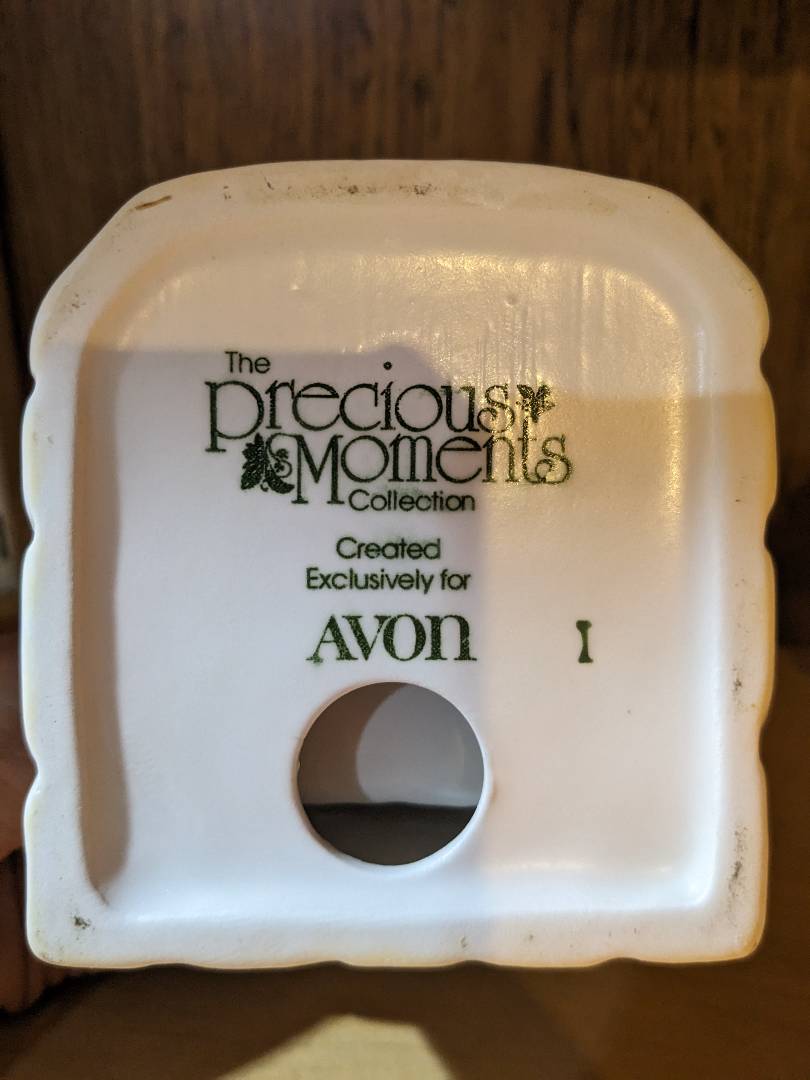 The
Precious
Moments
Collection
Created
Exclusively for
AVON
I